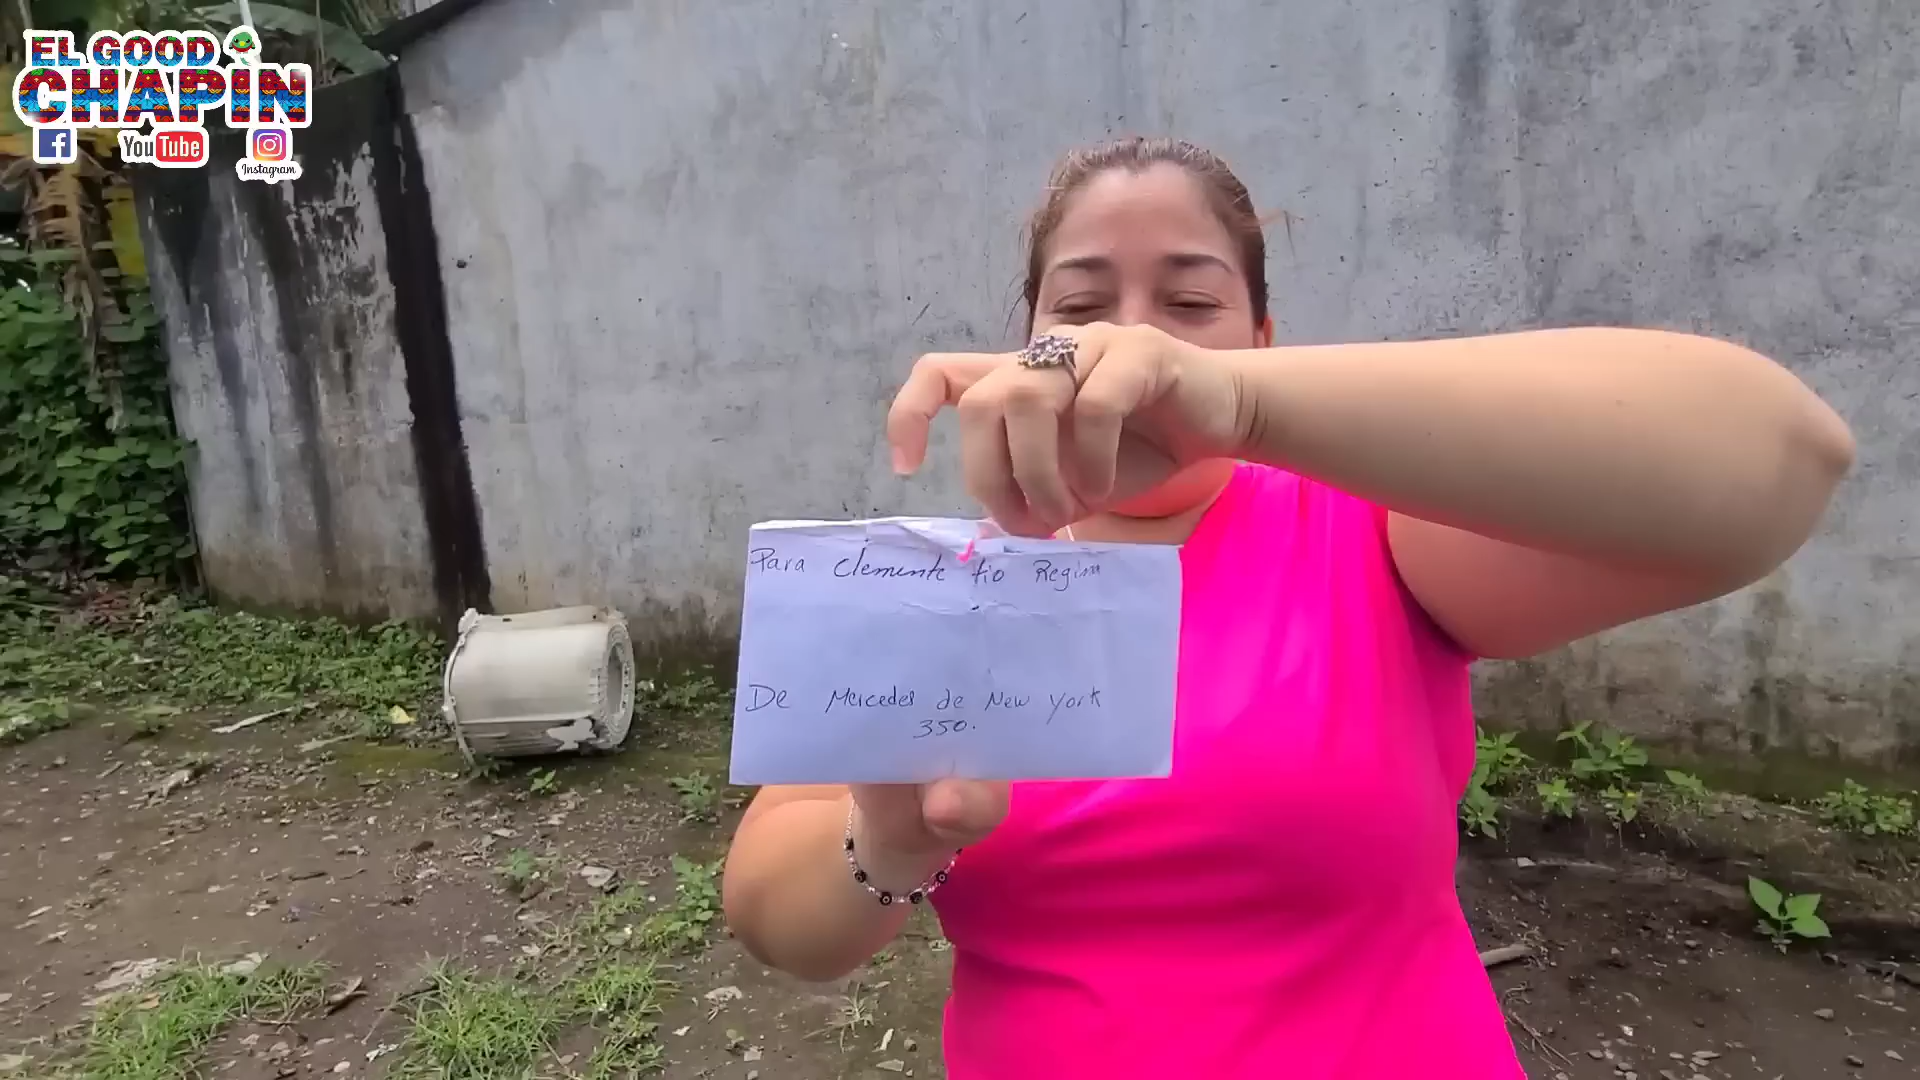 EL GOOD
CHAPIN
YouTube
Instagram
Para Clemente tio Regina
De Mercedes de New York
350.